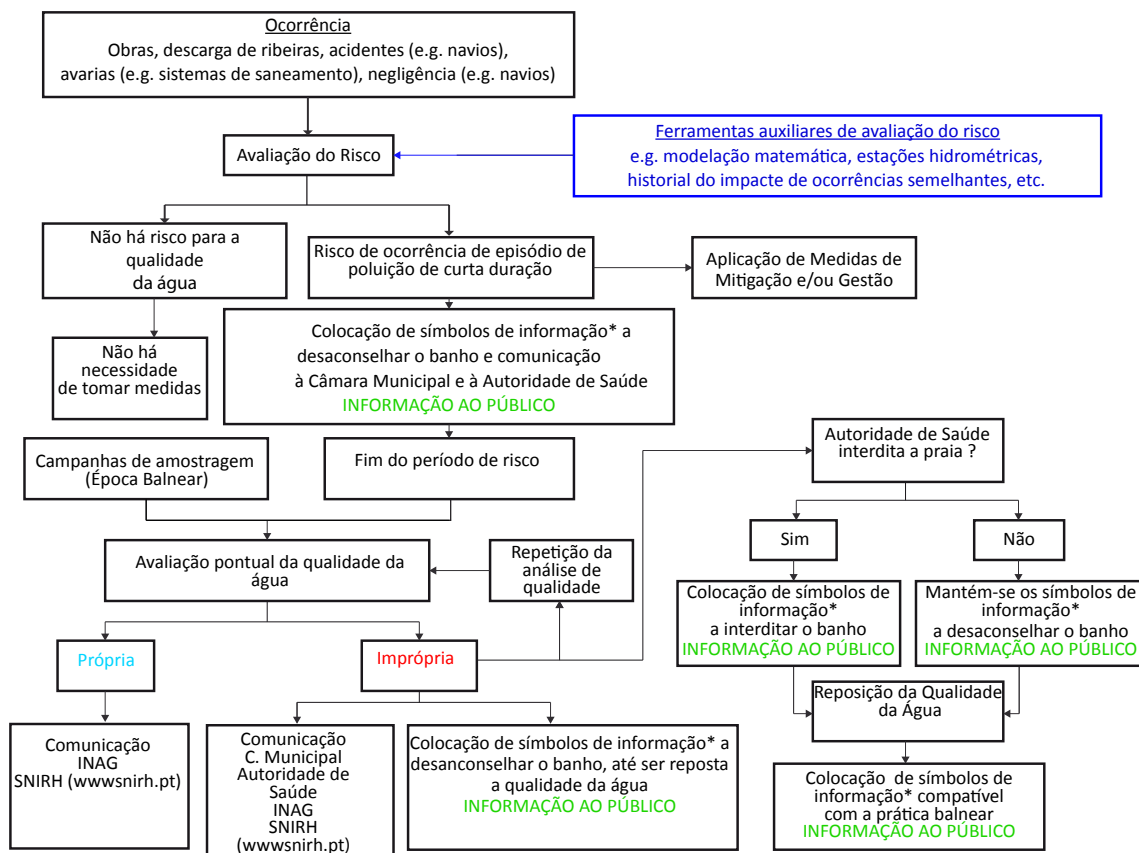 Ocorrência
Obras, descarga de ribeiras, acidentes (e.g. navios),
avarias (e.g. sistemas de saneamento), negligência (e.g. navios)
Avaliação do Risco
Ferramentas auxiliares de avaliação do risco
e.g. modelação matemática, estações hidrométricas,
historial do impacte de ocorrências semelhantes, etc.
Não há risco para a
qualidade
da água
Risco de ocorrência de episódio de
poluição de curta duração
Aplicação de Medidas de
Mitigação e/ou Gestão
Não há
necessidade
de tomar medidas
Colocação de símbolos de informação* a
desaconselhar o banho e comunicação
à Câmara Municipal e à Autoridade de Saúde
INFORMAÇÃO AO PÚBLICO
Campanhas de amostragem
(Época Balnear)
Fim do período de risco
Autoridade de Saúde
interdita a praia ?
Sim
Não
Avaliação pontual da qualidade da
água
Repetição da
análise de
qualidade
Colocação de símbolos de
informação*
a interditar o banho
INFORMAÇÃO AO PÚBLICO
Mantém-se os símbolos de
informação*
a desaconselhar o banho
INFORMAÇÃO AO PÚBLICO
Própria
Imprópria
Reposição da Qualidade
da Água
Comunicação
INAG
SNIRH (wwwsnirh.pt)
Comunicação
C. Municipal
Autoridade de
Saúde
INAG
SNIRH
(wwwsnirh.pt)
Colocação de símbolos de informação* a
desanconselhar o banho, até ser reposta
a qualidade da água
INFORMAÇÃO AO PÚBLICO
Colocação de símbolos de
informação* compatível
com a prática balnear
INFORMAÇÃO AO PÚBLICO